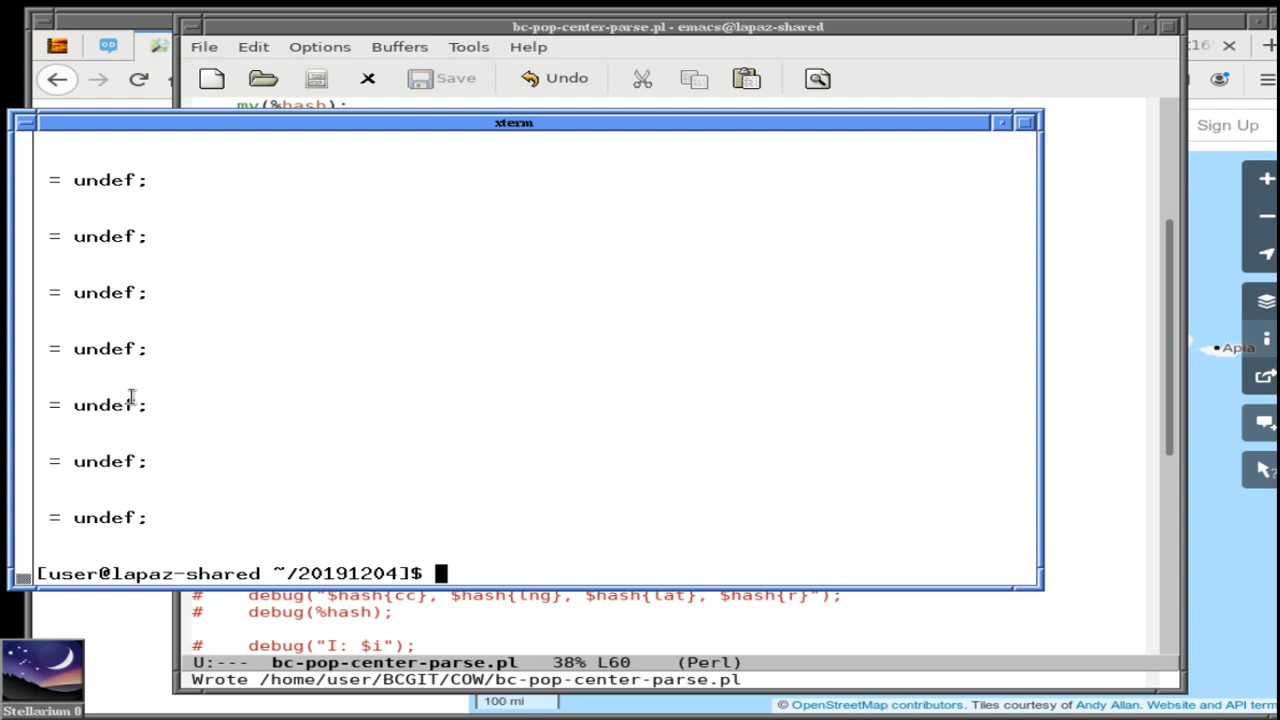 bc-pop-center-parse.pl - emacs@lapaz-shared
File Edit Options Buffers Tools Help
Save Undo
my(%hash);
xterm
Sign Up
= undef;
= undef;
= undef;
= undef;
= undef;
= undef;
= undef;
[user@lapaz-shared ~/20191204]$
Apia
# debug("$hash{cc}, $hash{lng}, $hash{lat}, $hash{r}");
# debug(%hash);
# debug("I: $i");
U:--- bc-pop-center-parse.pl 38% L60 (Perl)
Wrote /home/user/BCGIT/COW/bc-pop-center-parse.pl
100 mi
© OpenStreetMap contributors. Tiles courtesy of Andy Allan. Website and API term
Stellarium 0